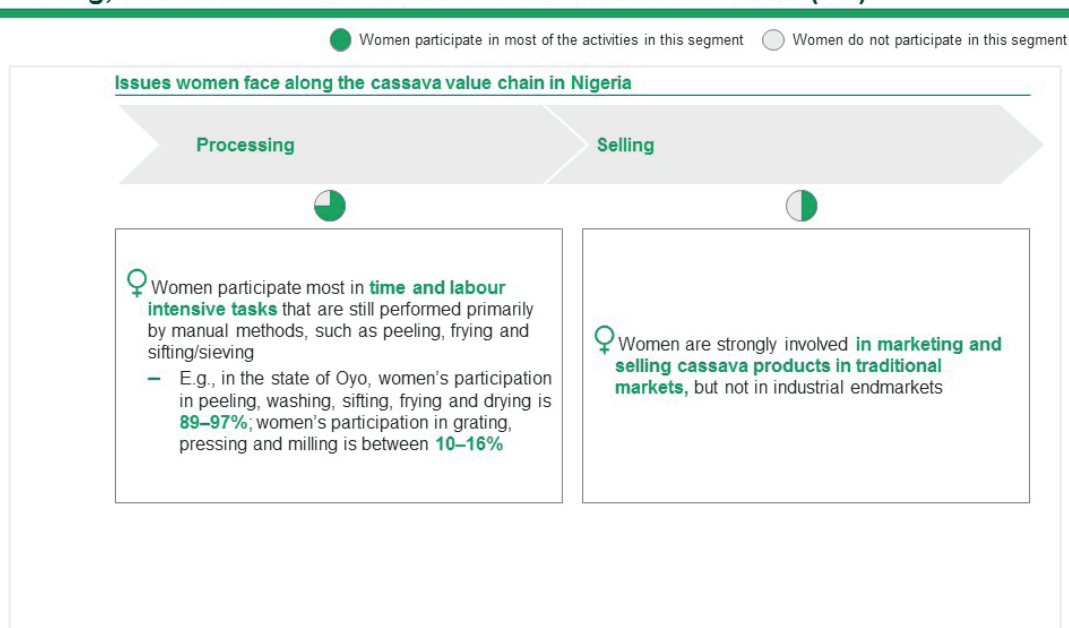 Women participate in most of the activities in this segment
Women do not participate in this segment
Issues women face along the cassava value chain in Nigeria
Processing
Selling
Women participate most in time and labour
intensive tasks that are still performed primarily
by manual methods, such as peeling, frying and
sifting/sieving
– E.g., in the state of Oyo, women's participation
in peeling, washing, sifting, frying and drying is
89–97%; women's participation in grating,
pressing and milling is between 10–16%
Women are strongly involved in marketing and
selling cassava products in traditional
markets, but not in industrial endmarkets